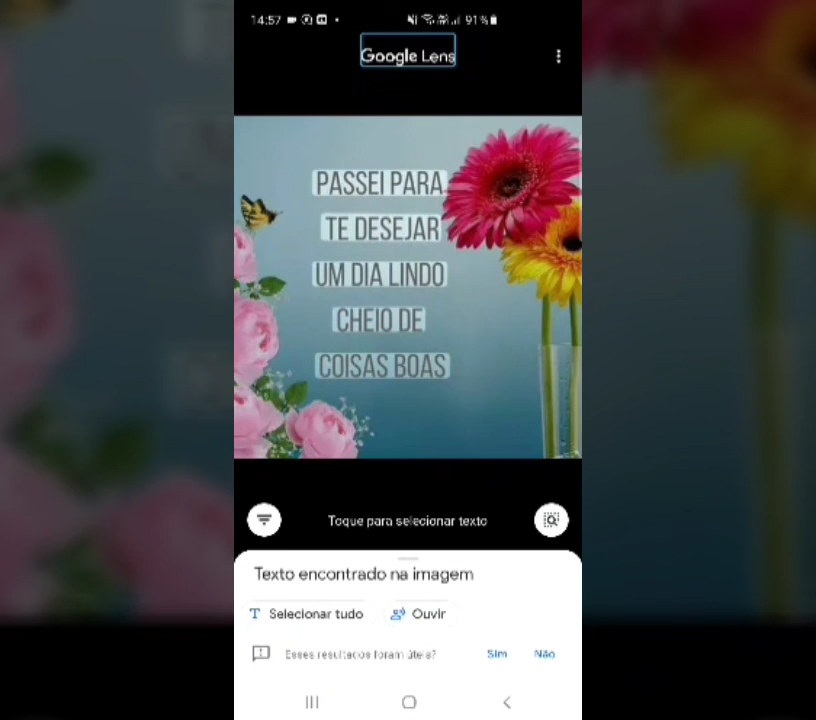 14:57
91%
Google Lens
PASSEI PARA
TE DESEJAR
UM DIA LINDO
CHEIO DE
COISAS BOAS
Toque para selecionar texto
Texto encontrado na imagem
Selecionar tudo
Ouvir
Esses resultados foram úteis?
Sim
Não